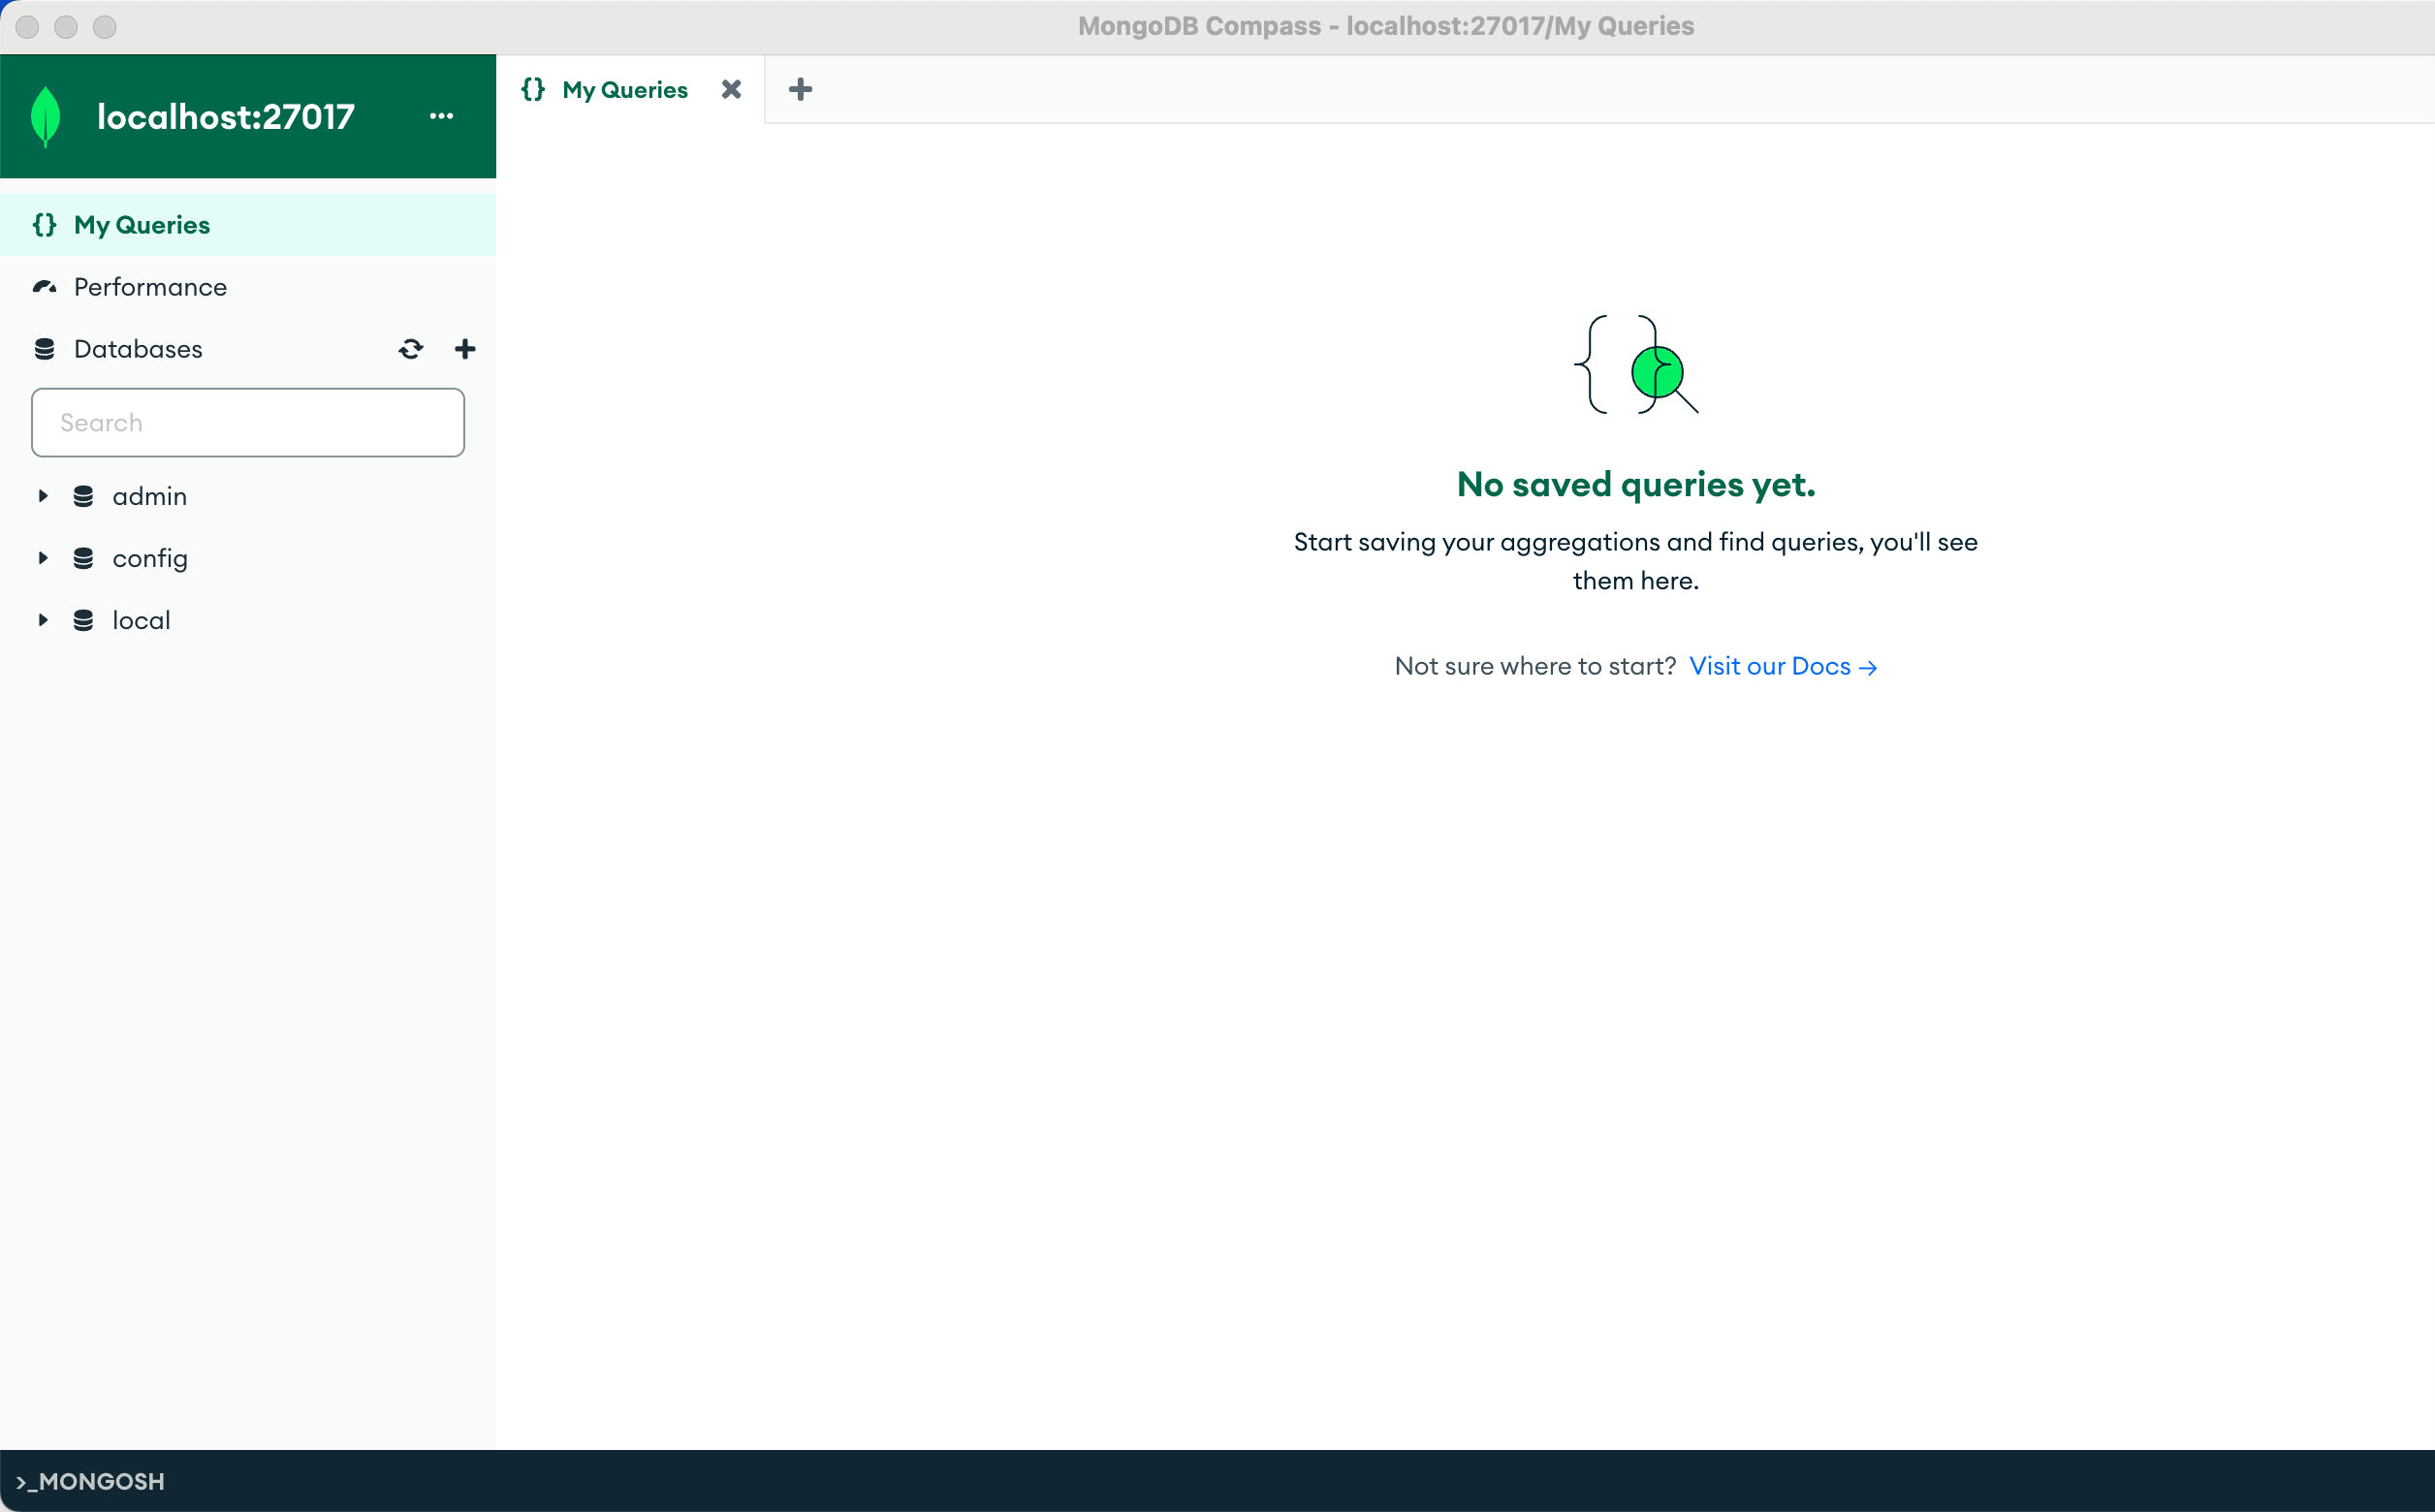 MongoDB Compass - localhost:27017/My Queries
localhost:27017
My Queries
My Queries
Performance
Databases
Search
admin
config
local
No saved queries yet.
Start saving your aggregations and find queries, you'll see
them here.
Not sure where to start? Visit our Docs →
>_MONGOSH